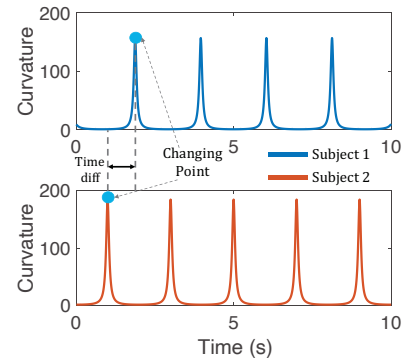 200
Curvature
100
0
0
5
10
Time
diff
Changing
Point
Subject 1
Subject 2
200
Curvature
100
0
0
5
10
Time (s)